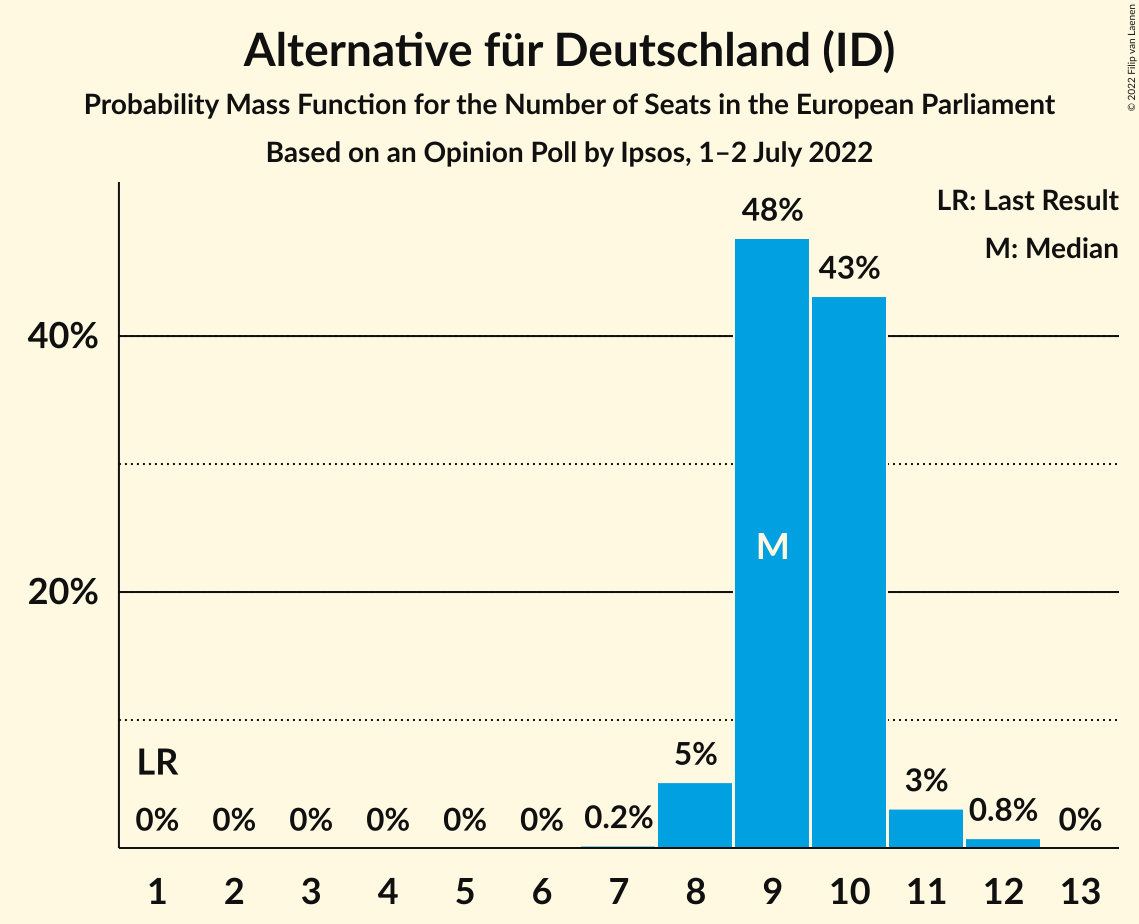 Alternative für Deutschland (ID)
Probability Mass Function for the Number of Seats in the European Parliament
Based on an Opinion Poll by Ipsos, 1–2 July 2022
© 2022 Filip van Laenen
LR: Last Result
M: Median
48%
43%
40%
M
20%
LR
5%
3%
0% 0% 0% 0% 0% 0% 0.2% 0.8% 0%
1 2 3 4 5 6 7 8 9 10 11 12 13